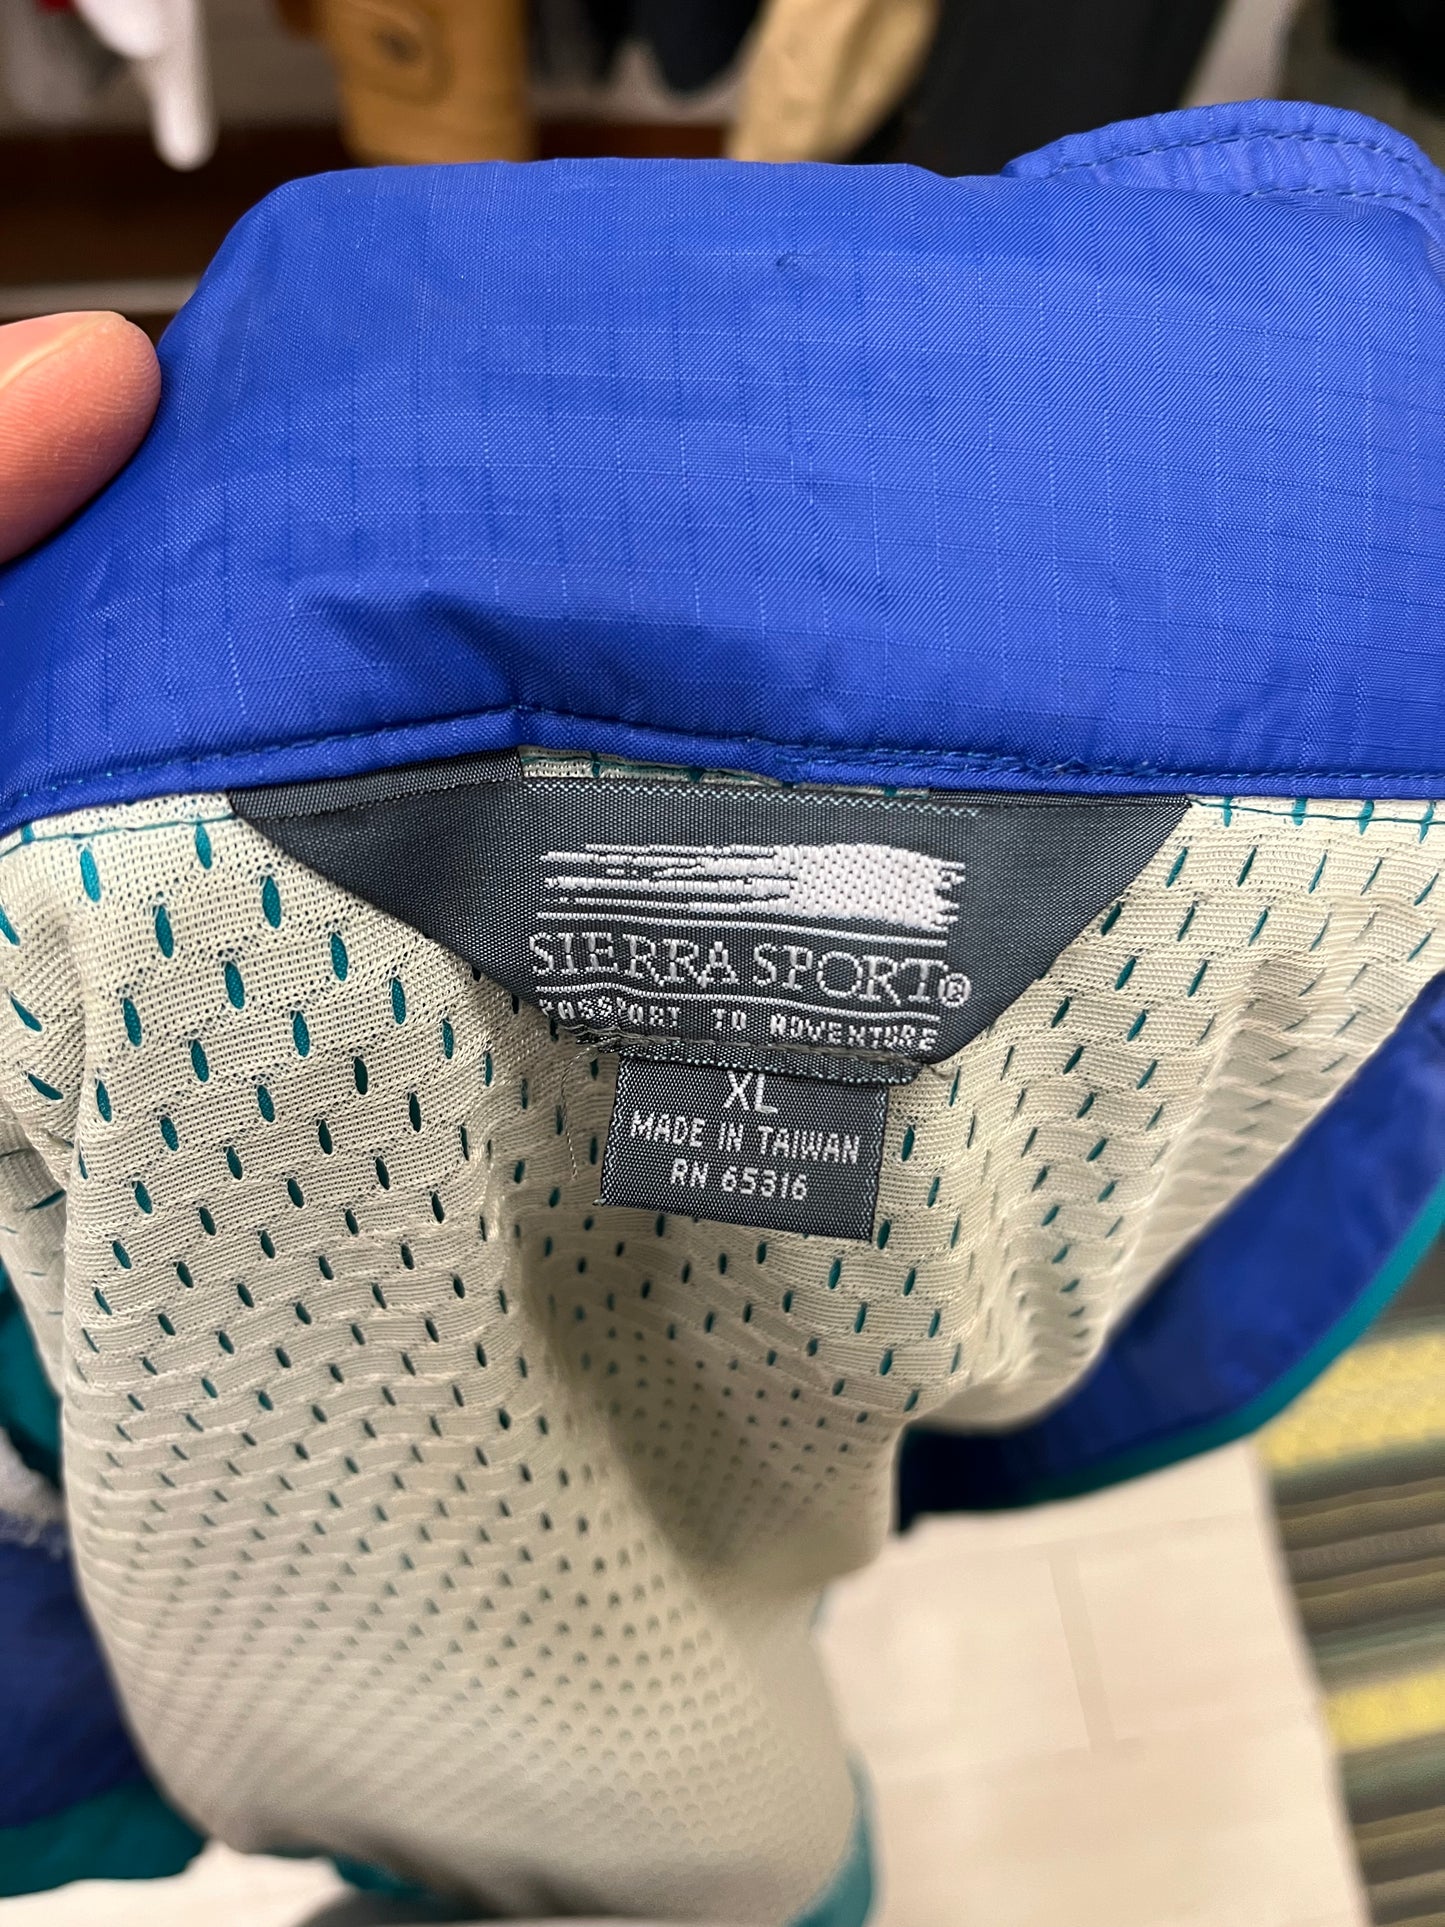 SIERRA SPORT®
PASSPORT TO ADVENTURE
XL
MADE IN TAIWAN
RN 65316